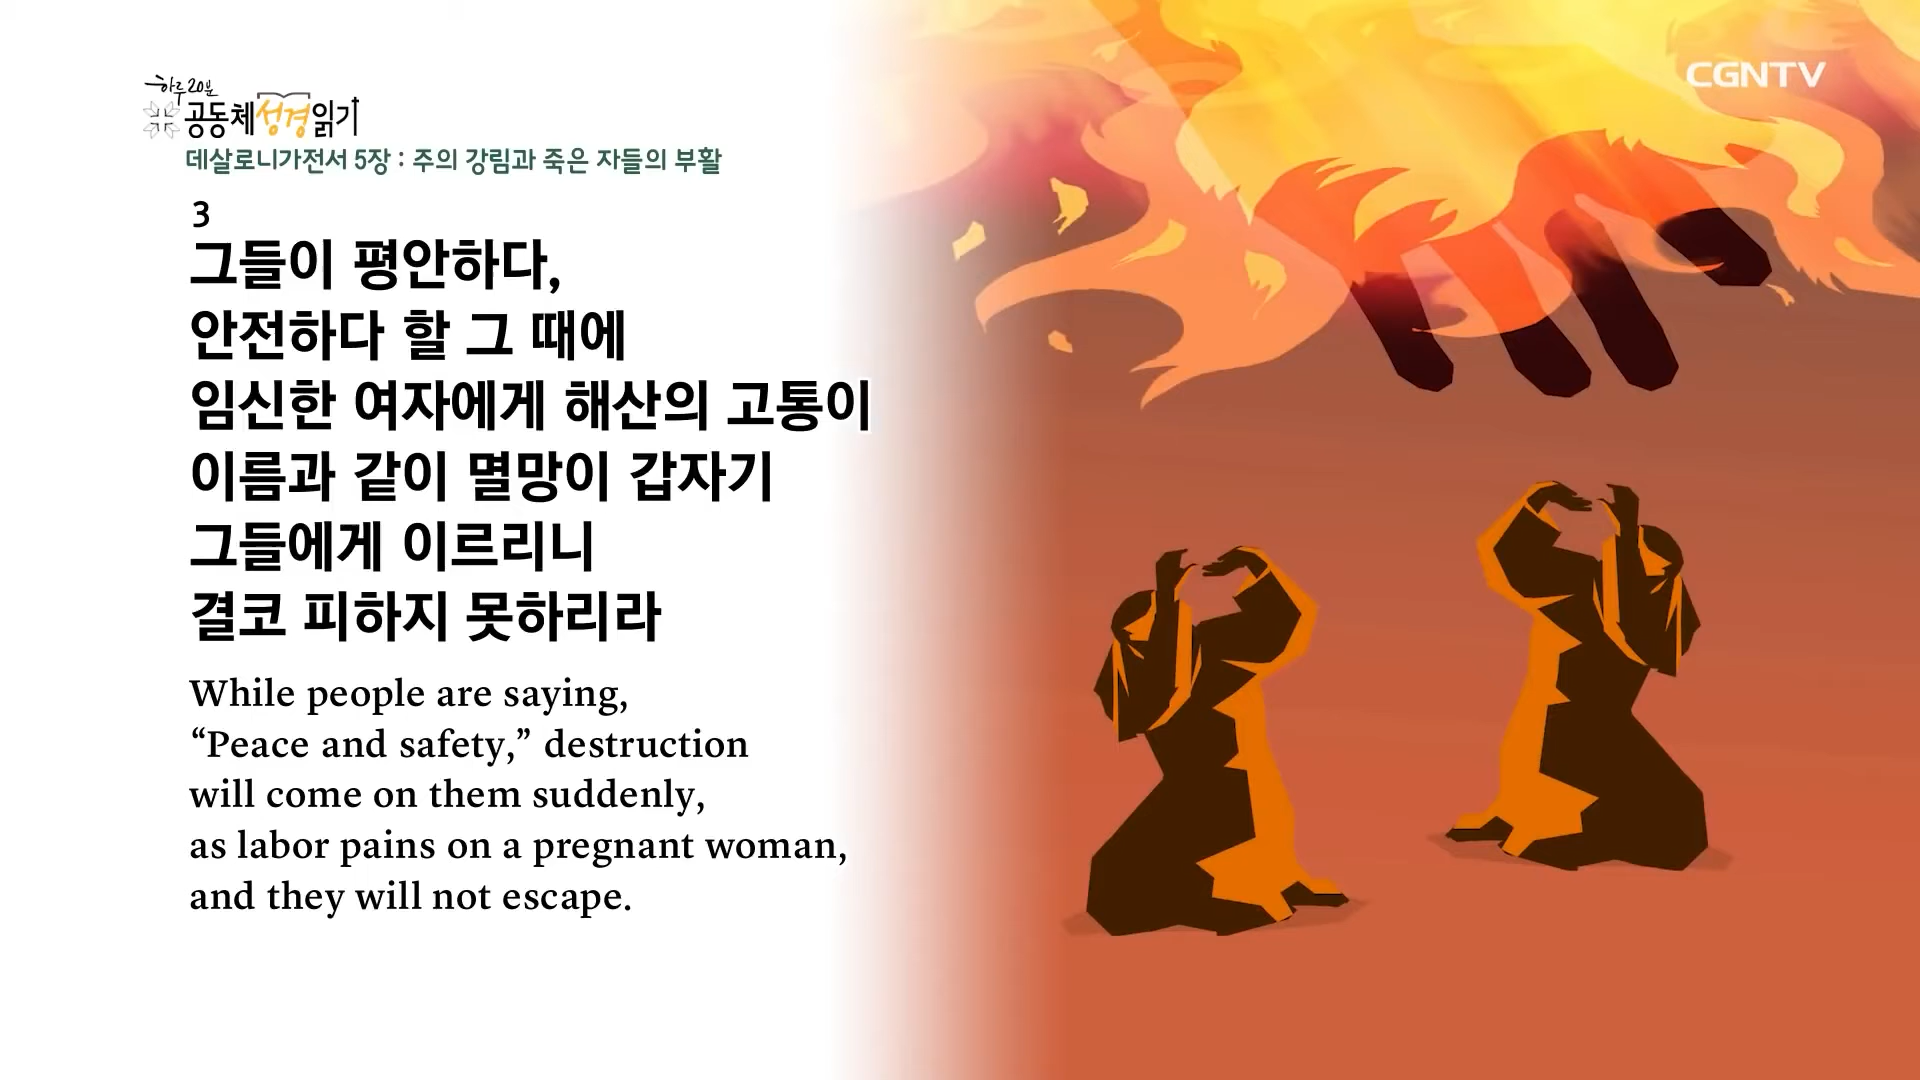 하루 20분
공동체성경읽기
CGNTV
데살로니가전서 5장 : 주의 강림과 죽은 자들의 부활
3
그들이 평안하다,
안전하다 할 그 때에
임신한 여자에게 해산의 고통이
이름과 같이 멸망이 갑자기
그들에게 이르리니
결코 피하지 못하리라
While people are saying,
“Peace and safety,” destruction
will come on them suddenly,
as labor pains on a pregnant woman,
and they will not escape.